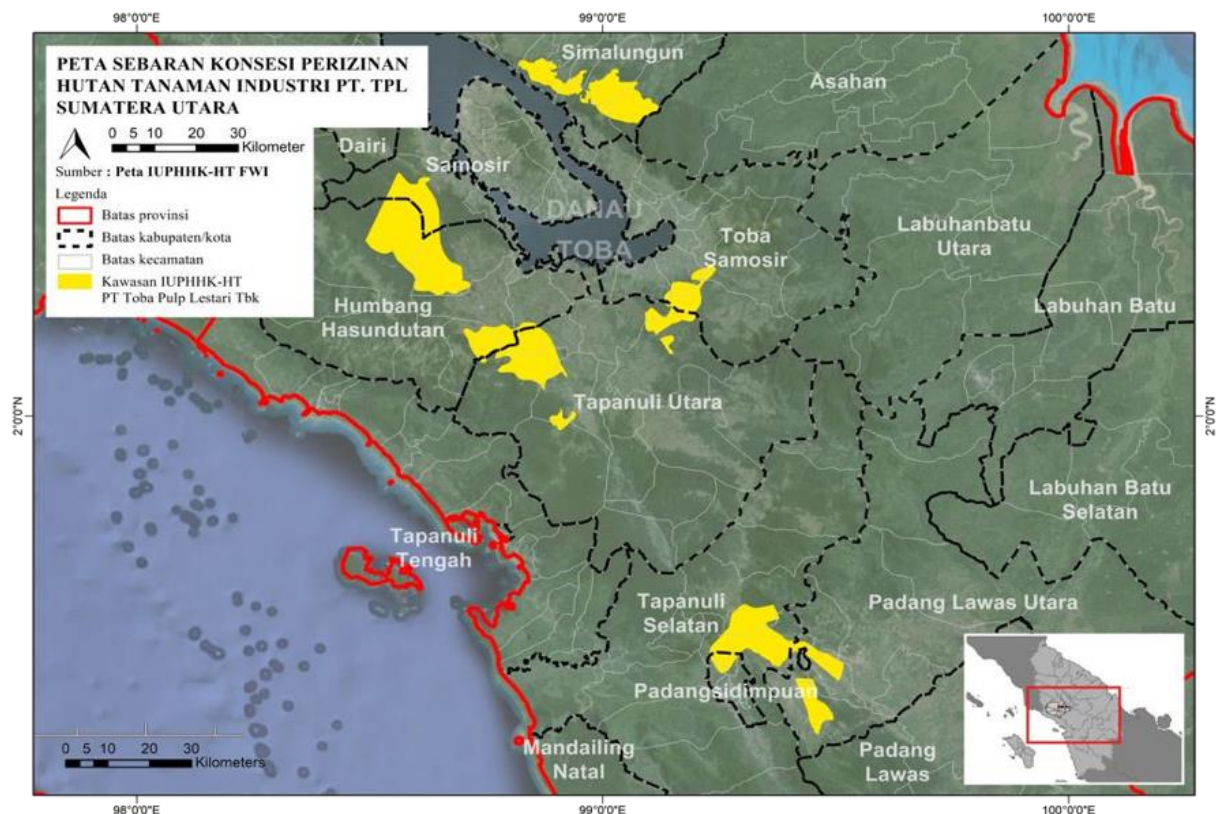 98°0'0"E
99°0'0"E
100°0'0"E
PETA SEBARAN KONSESI PERIZINAN
HUTAN TANAMAN INDUSTRI PT. TPL
SUMATERA UTARA
0 5 10 20 30
Kilometer
Sumber : Peta IUPHHK-HT FWI
Legenda
Batas provinsi
Batas kabupaten/kota
Batas kecamatan
Kawasan IUPHHK-HT
PT Toba Pulp Lestari Tbk
Simalungun
Asahan
Dairi
Samosir
DANAU
TOBA
Toba
Samosir
Labuhanbatu
Utara
Labuhan Batu
Humbang
Hasundutan
Tapanuli Utara
2°0'0"N
2°0'0"N
Labuhan Batu
Selatan
Tapanuli
Tengah
Tapanuli
Selatan
Padang Lawas Utara
Padangsidimpuan
Mandailing
Natal
Padang
Lawas
0 5 10 20 30
Kilometers
98°0'0"E
99°0'0"E
100°0'0"E